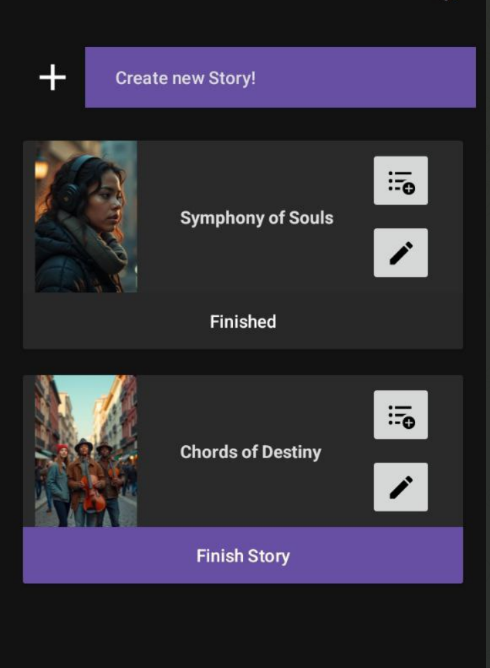 Create new Story!
Symphony of Souls
Finished
Chords of Destiny
Finish Story